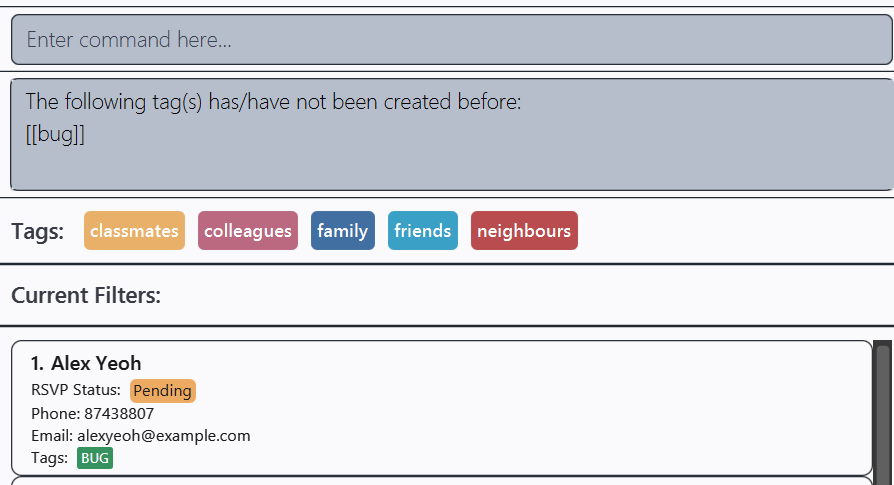 Enter command here...
The following tag(s) has/have not been created before:
[[bug]]
Tags: classmates colleagues family friends neighbours
Current Filters:
1. Alex Yeoh
RSVP Status: Pending
Phone: 87438807
Email: alexyeoh@example.com
Tags: BUG